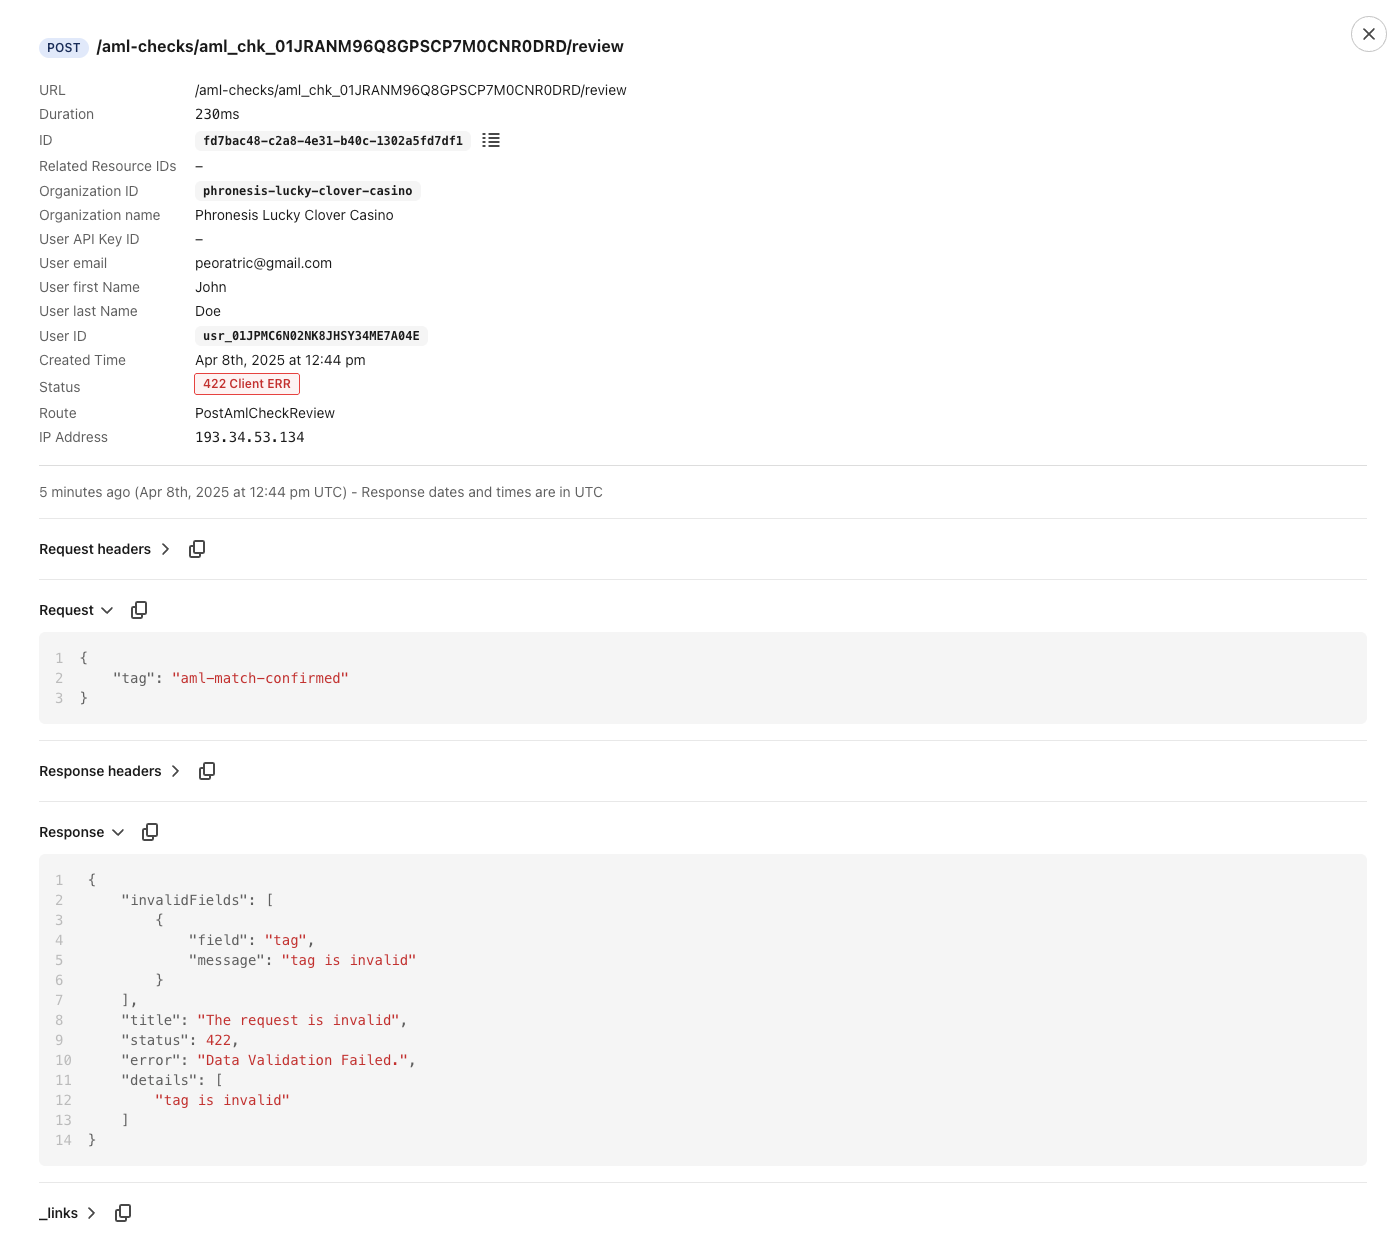 POST /aml-checks/aml_chk_01JRANM96Q8GPSCP7M0CNR0DRD/review
URL /aml-checks/aml_chk_01JRANM96Q8GPSCP7M0CNR0DRD/review
Duration 230ms
ID fd7bac48-c2a8-4e31-b40c-1302a5fd7df1
Related Resource IDs –
Organization ID phronesis-lucky-clover-casino
Organization name Phronesis Lucky Clover Casino
User API Key ID –
User email peoratric@gmail.com
User first Name John
User last Name Doe
User ID usr_01JPMC6N02NK8JHSY34ME7A04E
Created Time Apr 8th, 2025 at 12:44 pm
Status 422 Client ERR
Route PostAmlCheckReview
IP Address 193.34.53.134
5 minutes ago (Apr 8th, 2025 at 12:44 pm UTC) - Response dates and times are in UTC
Request headers
Request
1 {
2 "tag": "aml-match-confirmed"
3 }
Response headers
Response
1 {
2 "invalidFields": [
3 {
4 "field": "tag",
5 "message": "tag is invalid"
6 }
7 ],
8 "title": "The request is invalid",
9 "status": 422,
10 "error": "Data Validation Failed.",
11 "details": [
12 "tag is invalid"
13 ]
14 }
_links